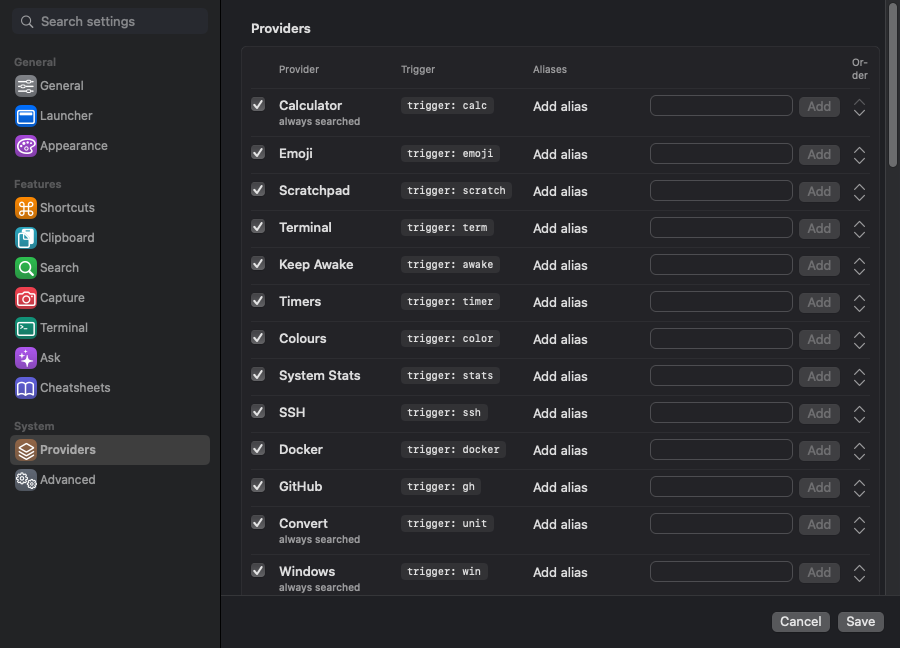 Search settings
General
General
Launcher
Appearance
Features
Shortcuts
Clipboard
Search
Capture
Terminal
Ask
Cheatsheets
System
Providers
Advanced
Providers
Provider Trigger Aliases Or-
der
Calculator trigger: calc Add alias Add
always searched
Emoji trigger: emoji Add alias Add
Scratchpad trigger: scratch Add alias Add
Terminal trigger: term Add alias Add
Keep Awake trigger: awake Add alias Add
Timers trigger: timer Add alias Add
Colours trigger: color Add alias Add
System Stats trigger: stats Add alias Add
SSH trigger: ssh Add alias Add
Docker trigger: docker Add alias Add
GitHub trigger: gh Add alias Add
Convert trigger: unit Add alias Add
always searched
Windows trigger: win Add alias Add
always searched
Cancel Save